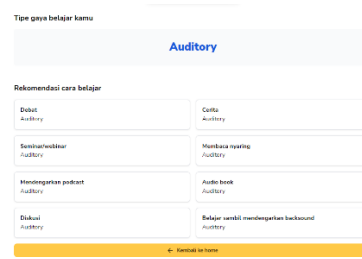 Tipe gaya belajar kamu
Auditory
Rekomendasi cara belajar
Debat
Auditory
Cerita
Auditory
Seminar/webinar
Auditory
Membaca nyaring
Auditory
Mendengarkan podcast
Auditory
Audio book
Auditory
Diskusi
Auditory
Belajar sambil mendengarkan backsound
Auditory
← Kembali ke home